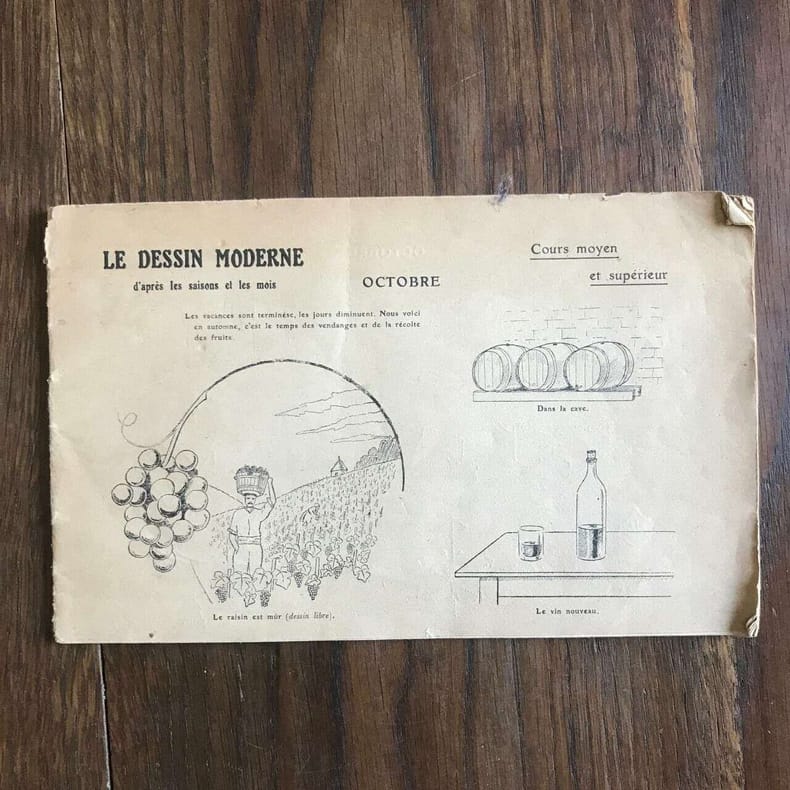 LE DESSIN MODERNE
d'après les saisons et les mois
OCTOBRE
Cours moyen
et supérieur
Les vacances sont terminése, les jours diminuent. Nous voici
en automne, c'est le temps des vendanges et de la récolte
des fruits.
Dans la cave.
Le raisin est mûr (dessin libre).
Le vin nouveau.